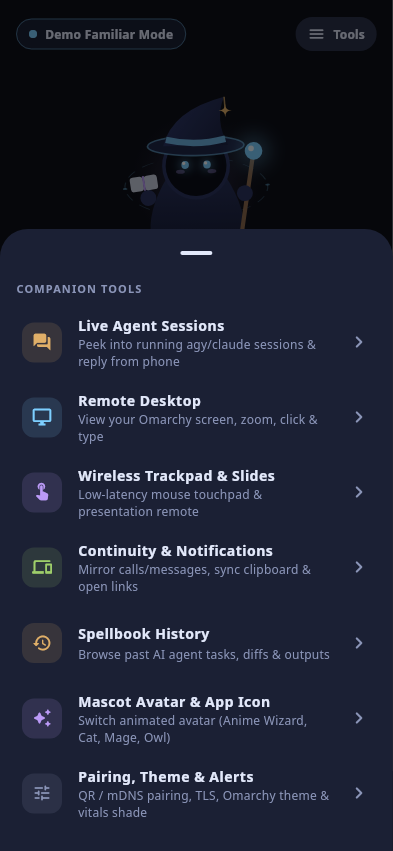 Demo Familiar Mode
Tools
COMPANION TOOLS
Live Agent Sessions
Peek into running agy/claude sessions &
reply from phone
Remote Desktop
View your Omarchy screen, zoom, click &
type
Wireless Trackpad & Slides
Low-latency mouse touchpad &
presentation remote
Continuity & Notifications
Mirror calls/messages, sync clipboard &
open links
Spellbook History
Browse past AI agent tasks, diffs & outputs
Mascot Avatar & App Icon
Switch animated avatar (Anime Wizard,
Cat, Mage, Owl)
Pairing, Theme & Alerts
QR / mDNS pairing, TLS, Omarchy theme &
vitals shade